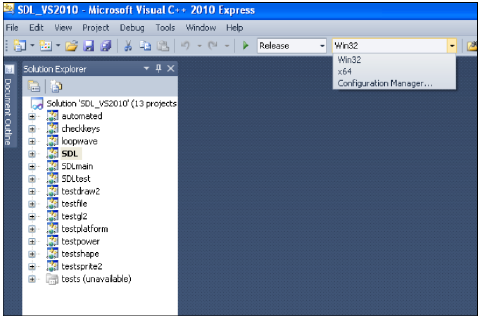 SDL_VS2010 - Microsoft Visual C++ 2010 Express
File Edit View Project Debug Tools Window Help
Release Win32
Win32
x64
Configuration Manager...
Document Outline
Solution Explorer
Solution 'SDL_VS2010' (13 projects
automated
checkkeys
loopwave
SDL
SDLmain
SDLtest
testdraw2
testfile
testgl2
testplatform
testpower
testshape
testsprite2
tests (unavailable)